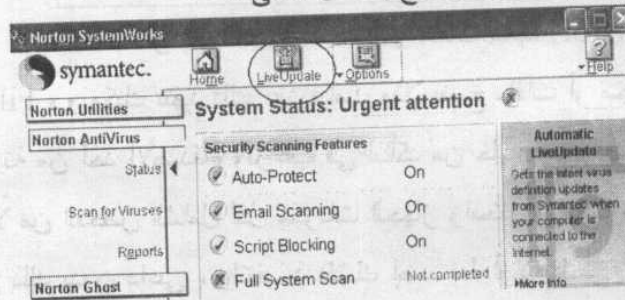 Norton SystemWorks
symantec.
Home
LiveUpdate
Options
Help
Norton Utilities
Norton AntiVirus
Status
Scan for Viruses
Reports
Norton Ghost
System Status: Urgent attention
Security Scanning Features
Auto-Protect On
Email Scanning On
Script Blocking On
Full System Scan Not completed
Automatic
LiveUpdate
Gets the latest virus
definition updates
from Symantec when
your computer is
connected to the
internet.
More Info